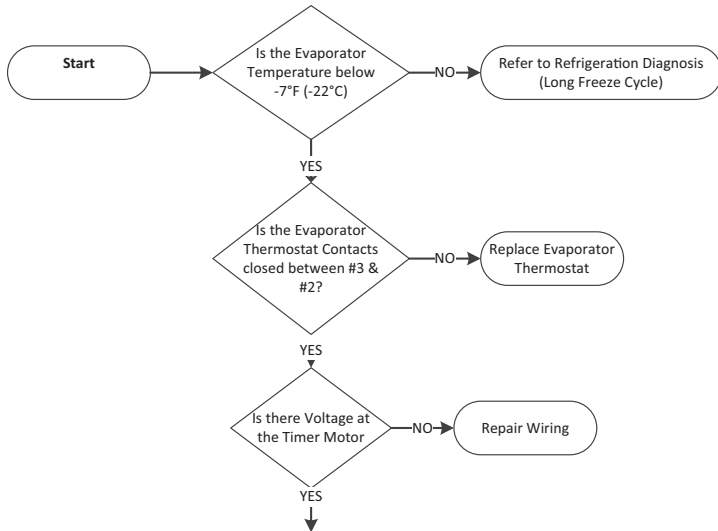 Start
Is the Evaporator
Temperature below
-7°F (-22°C)
NO
Refer to Refrigeration Diagnosis
(Long Freeze Cycle)
YES
Is the Evaporator
Thermostat Contacts
closed between #3 &
#2?
NO
Replace Evaporator
Thermostat
YES
Is there Voltage at
the Timer Motor
NO
Repair Wiring
YES